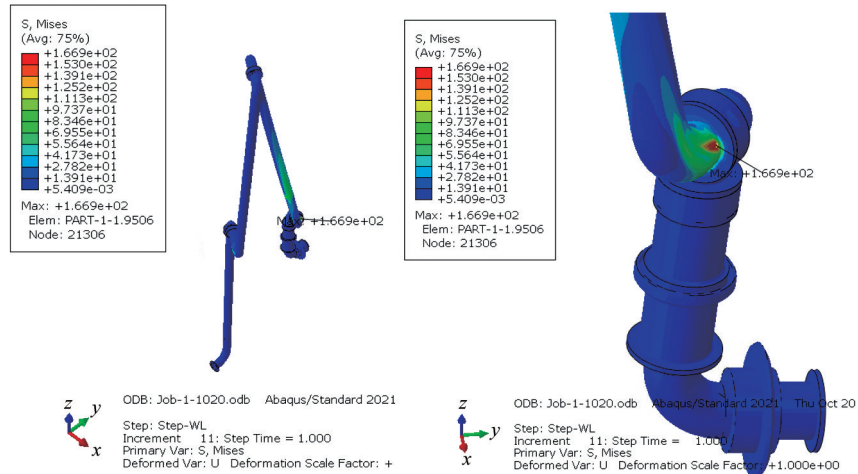 S, Mises
(Avg: 75%)
+1.669e+02
+1.530e+02
+1.391e+02
+1.252e+02
+1.113e+02
+9.737e+01
+8.346e+01
+6.955e+01
+5.564e+01
+4.173e+01
+2.782e+01
+1.391e+01
+5.409e-03
Max: +1.669e+02
Elem: PART-1-1.9506
Node: 21306
Max: +1.669e+02
z
y
x
ODB: Job-1-1020.odb Abaqus/Standard 2021
Step: Step-WL
Increment 11: Step Time = 1.000
Primary Var: S, Mises
Deformed Var: U Deformation Scale Factor: +
S, Mises
(Avg: 75%)
+1.669e+02
+1.530e+02
+1.391e+02
+1.252e+02
+1.113e+02
+9.737e+01
+8.346e+01
+6.955e+01
+5.564e+01
+4.173e+01
+2.782e+01
+1.391e+01
+5.409e-03
Max: +1.669e+02
Elem: PART-1-1.9506
Node: 21306
Max: +1.669e+02
z
y
x
ODB: Job-1-1020.odb Abaqus/Standard 2021 Thu Oct 20
Step: Step-WL
Increment 11: Step Time = 1.000
Primary Var: S, Mises
Deformed Var: U Deformation Scale Factor: +1.000e+00